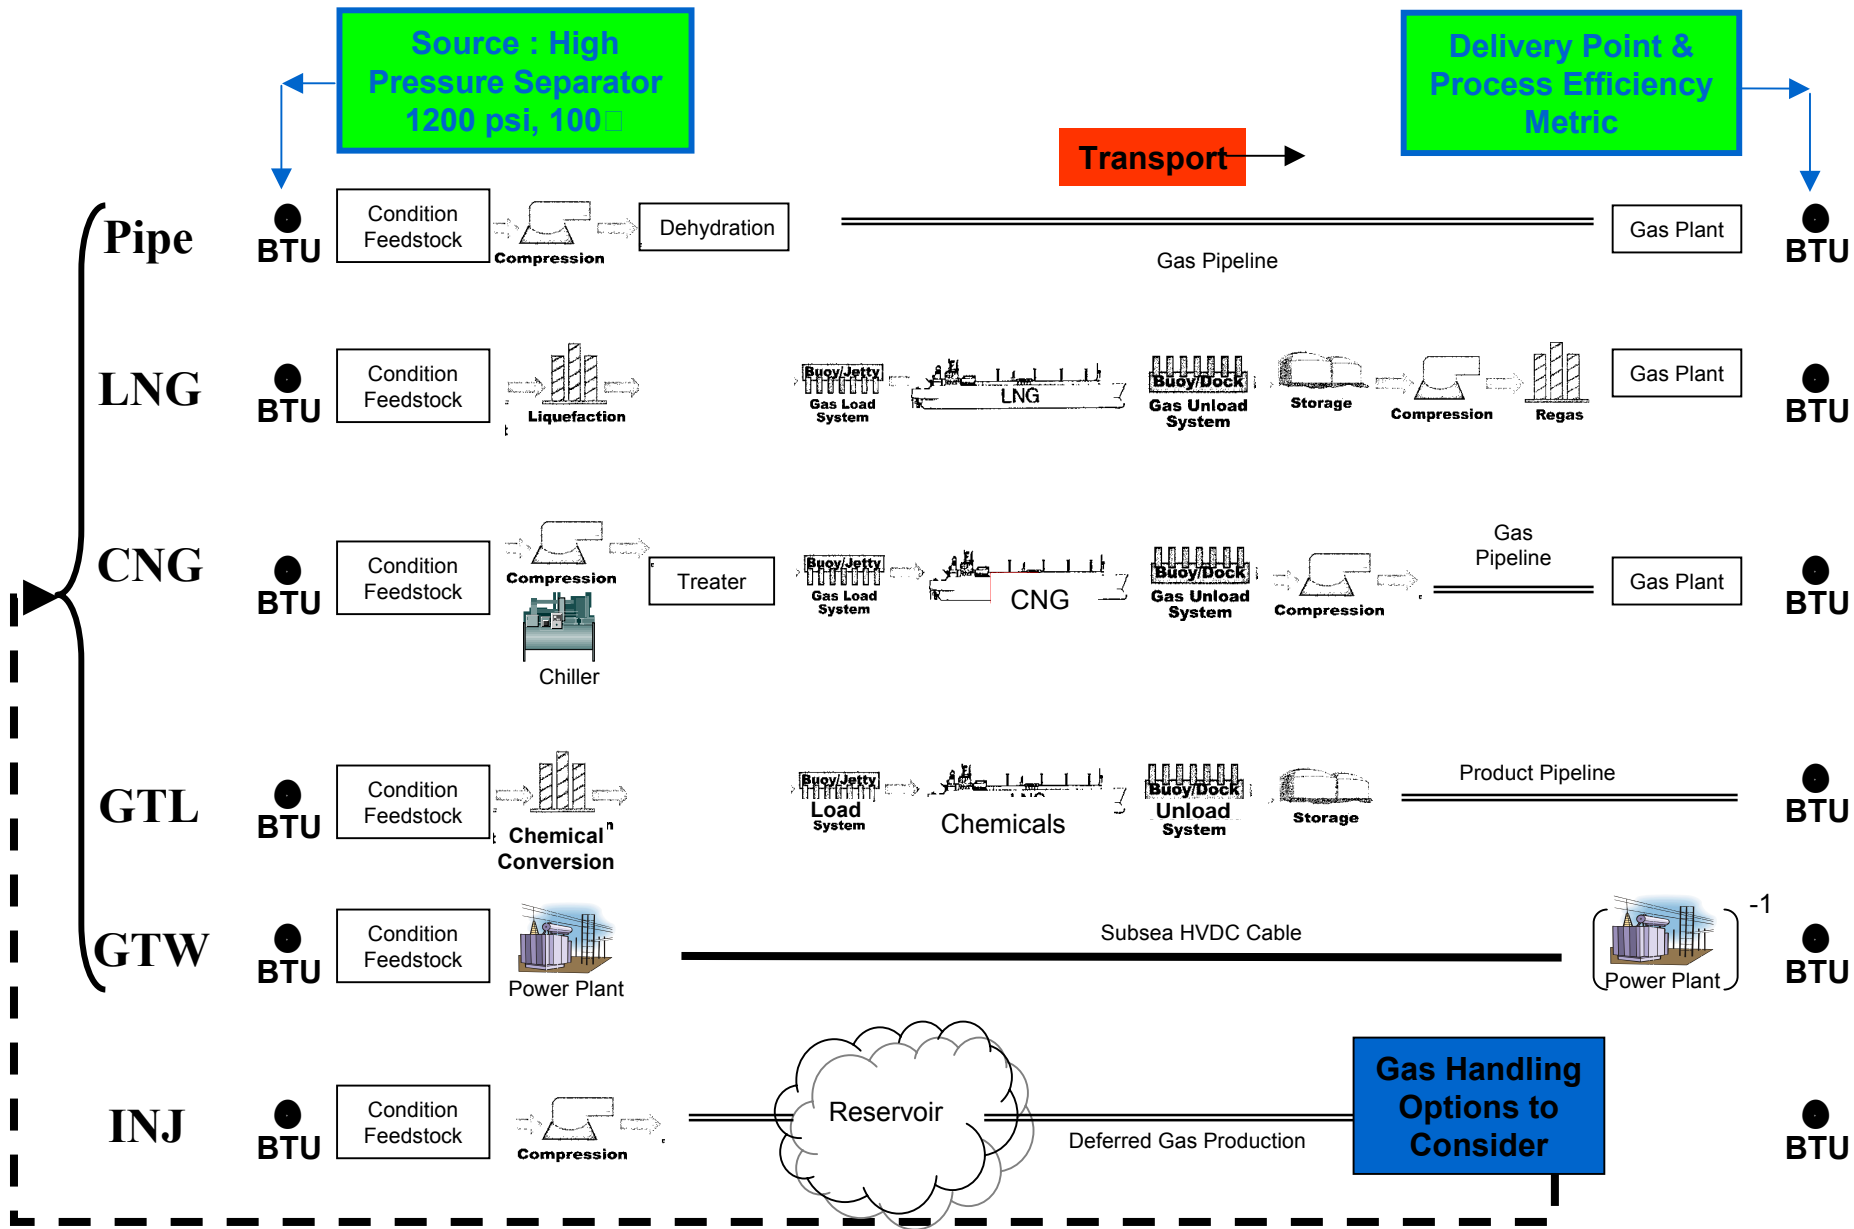 Source : High
Pressure Separator
1200 psi, 100□
Delivery Point &
Process Efficiency
Metric
Transport
Pipe
BTU
Condition
Feedstock
Compression
Dehydration
Gas Pipeline
Gas Plant
BTU
LNG
BTU
Condition
Feedstock
Liquefaction
Buoy/Jetty
Gas Load
System
LNG
Buoy/Dock
Gas Unload
System
Storage
Compression
Regas
Gas Plant
BTU
CNG
BTU
Condition
Feedstock
Compression
Chiller
Treater
Buoy/Jetty
Gas Load
System
CNG
Buoy/Dock
Gas Unload
System
Compression
Gas
Pipeline
Gas Plant
BTU
GTL
BTU
Condition
Feedstock
Chemical
Conversion
Buoy/Jetty
Load
System
Chemicals
Buoy/Dock
Unload
System
Storage
Product Pipeline
BTU
GTW
BTU
Condition
Feedstock
Power Plant
Subsea HVDC Cable
Power Plant
-1
BTU
INJ
BTU
Condition
Feedstock
Compression
Reservoir
Deferred Gas Production
Gas Handling
Options to
Consider
BTU